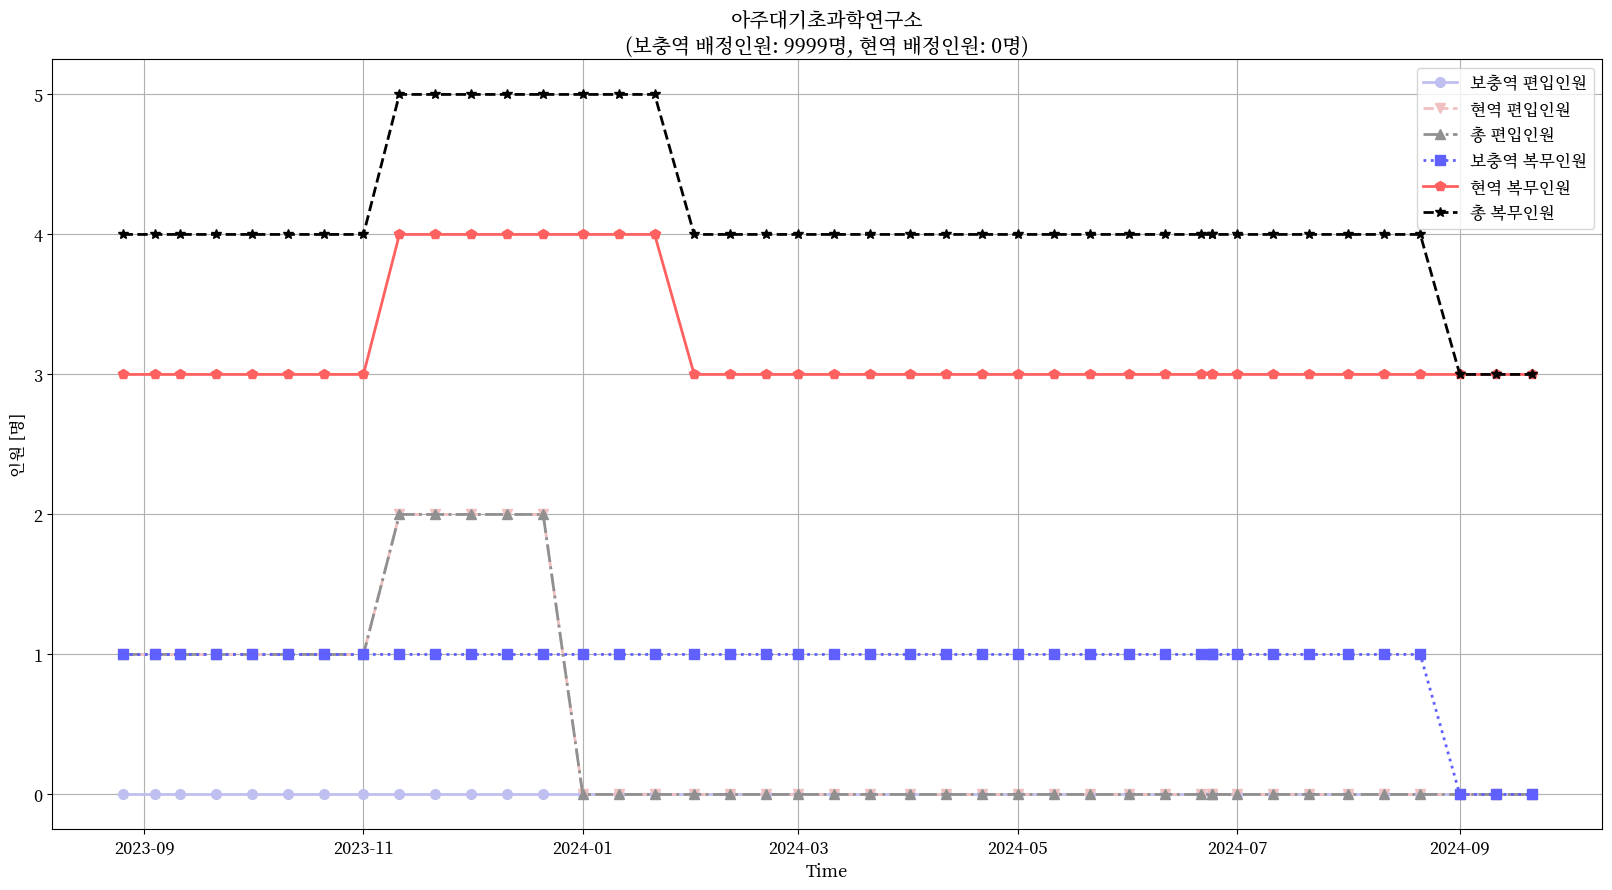 아주대기초과학연구소
(보충역 배정인원: 9999명, 현역 배정인원: 0명)
보충역 편입인원
현역 편입인원
총 편입인원
보충역 복무인원
현역 복무인원
총 복무인원
인원 [명]
5
4
3
2
1
0
2023-09
2023-11
2024-01
2024-03
2024-05
2024-07
2024-09
Time